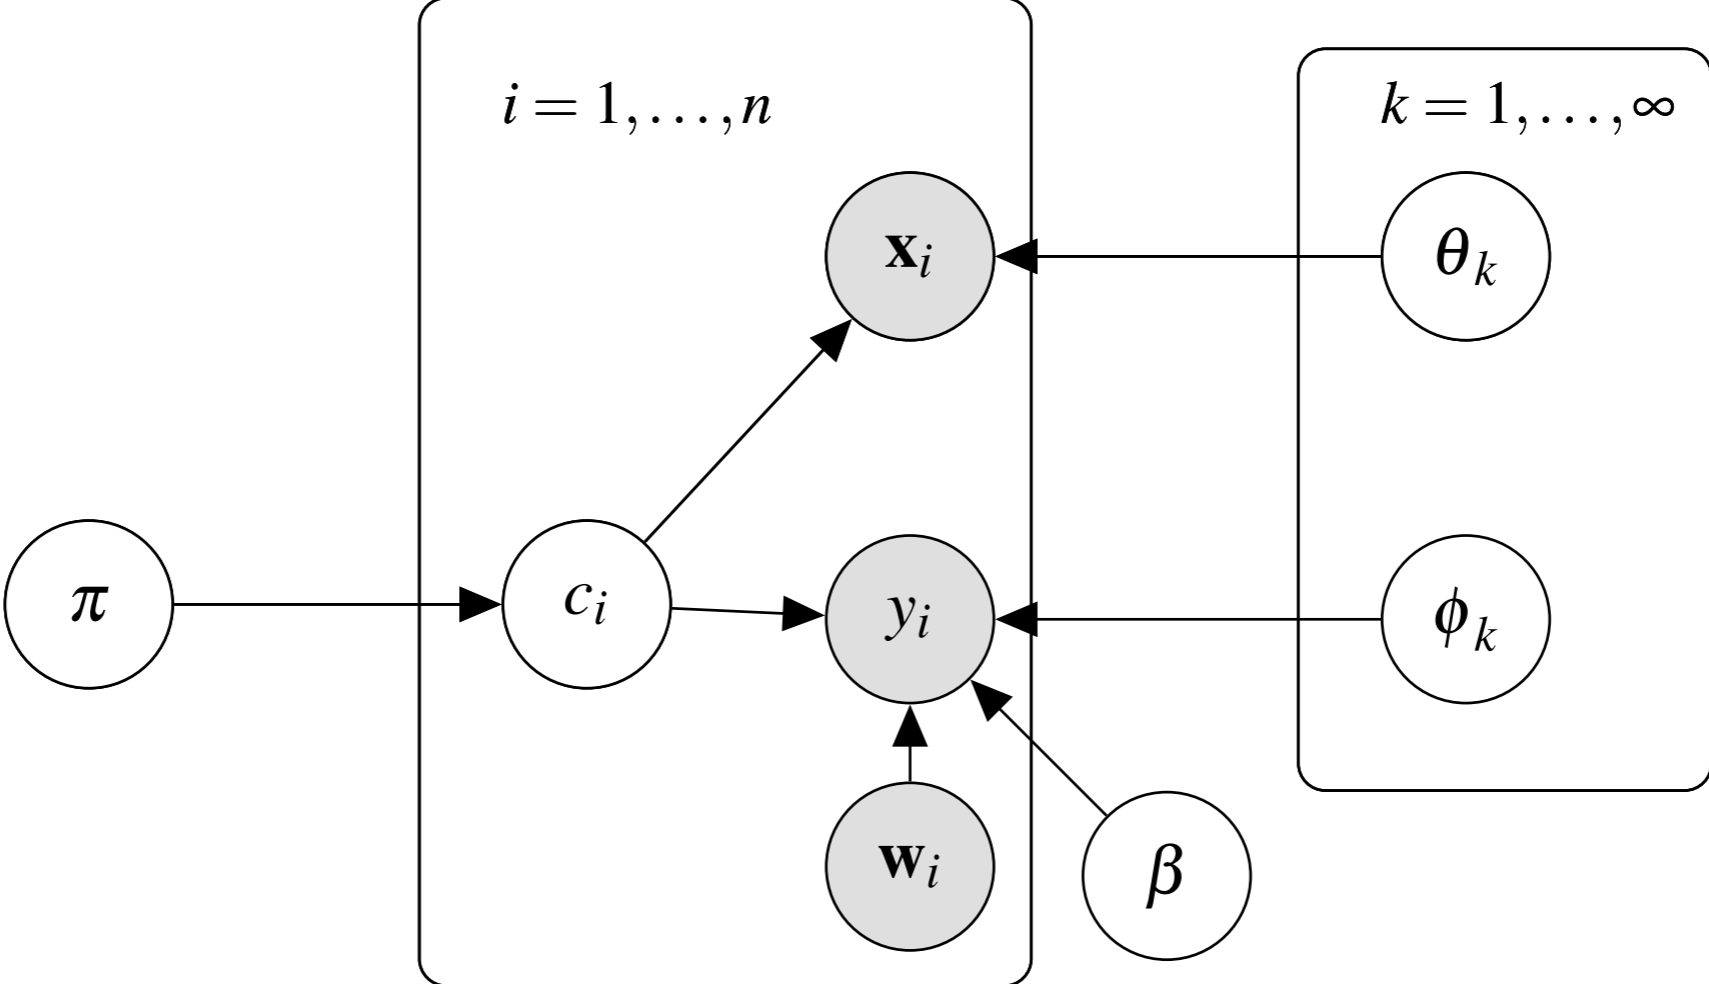 i = 1,...,n
k = 1,...,∞
x_i
θ_k
π
c_i
y_i
ϕ_k
w_i
β